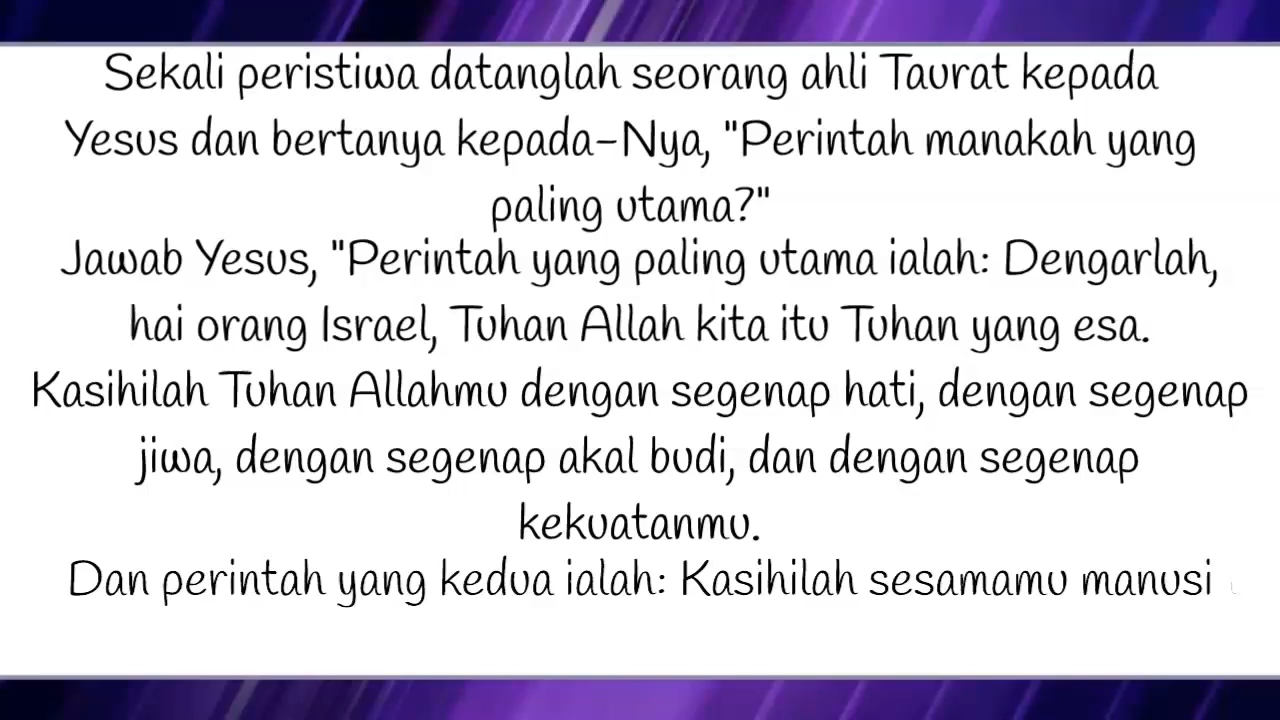 Sekali peristiwa datanglah seorang ahli Taurat kepada
Yesus dan bertanya kepada-Nya, "Perintah manakah yang
paling utama?"
Jawab Yesus, "Perintah yang paling utama ialah: Dengarlah,
hai orang Israel, Tuhan Allah kita itu Tuhan yang esa.
Kasihilah Tuhan Allahmu dengan segenap hati, dengan segenap
jiwa, dengan segenap akal budi, dan dengan segenap
kekuatanmu.
Dan perintah yang kedua ialah: Kasihilah sesamamu manusi